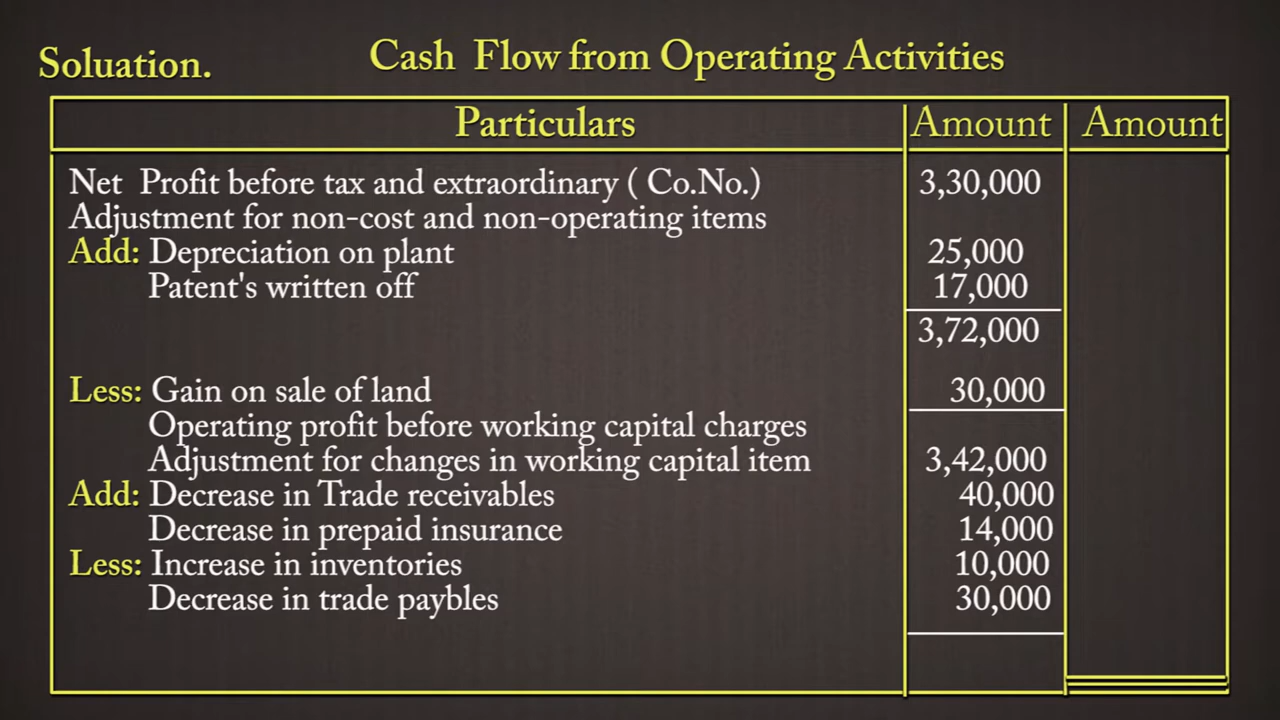 Soluation.
Cash Flow from Operating Activities
Particulars Amount Amount
Net Profit before tax and extraordinary ( Co.No.) 3,30,000
Adjustment for non-cost and non-operating items
Add: Depreciation on plant 25,000
Patent's written off 17,000
3,72,000
Less: Gain on sale of land 30,000
Operating profit before working capital charges
Adjustment for changes in working capital item 3,42,000
Add: Decrease in Trade receivables 40,000
Decrease in prepaid insurance 14,000
Less: Increase in inventories 10,000
Decrease in trade paybles 30,000